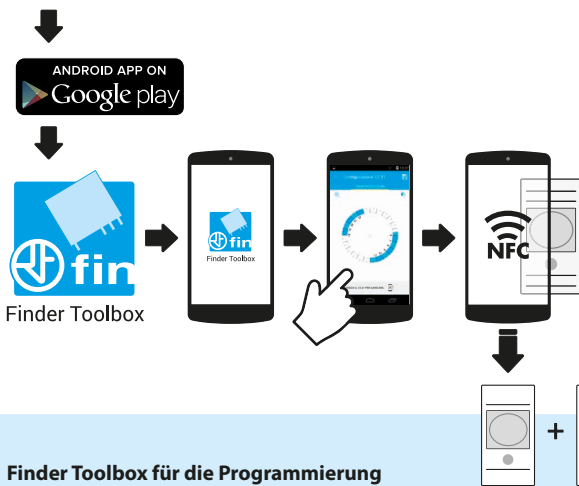 ANDROID APP ON
Google play
fin
Finder Toolbox
fin
Finder Toolbox
NFC
+
Finder Toolbox für die Programmierung